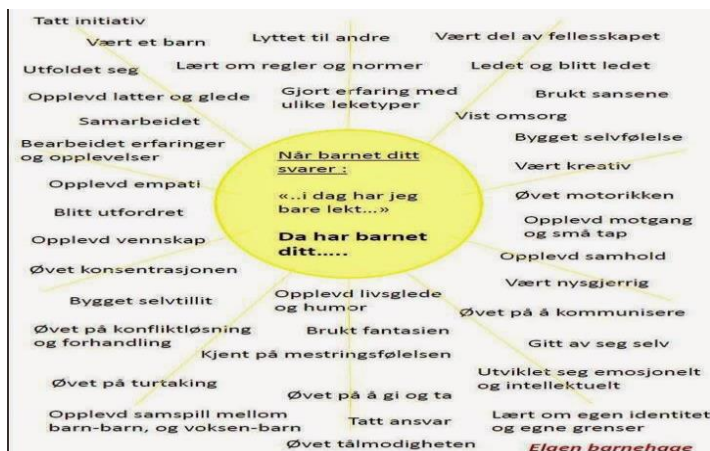 Tatt initiativ
Vært et barn
Lyttet til andre
Vært del av fellesskapet
Utfoldet seg
Lært om regler og normer
Ledet og blitt ledet
Opplevd latter og glede
Gjort erfaring med
ulike leketyper
Brukt sansene
Samarbeidet
Vist omsorg
Bearbeidet erfaringer
og opplevelser
Bygget selvfølelse
Når barnet ditt
svarer :
«..i dag har jeg
bare lekt...»
Da har barnet
ditt.....
Vært kreativ
Opplevd empati
Øvet motorikken
Blitt utfordret
Opplevd motgang
og små tap
Opplevd vennskap
Opplevd samhold
Øvet konsentrasjonen
Vært nysgjerrig
Bygget selvtillit
Opplevd livsglede
og humor
Øvet på å kommunisere
Øvet på konfliktløsning
og forhandling
Brukt fantasien
Gitt av seg selv
Kjent på mestringsfølelsen
Øvet på turtaking
Utviklet seg emosjonelt
og intellektuelt
Øvet på å gi og ta
Opplevd samspill mellom
barn-barn, og voksen-barn
Tatt ansvar
Lært om egen identitet
og egne grenser
Øvet tålmodigheten
Elgen barnehage